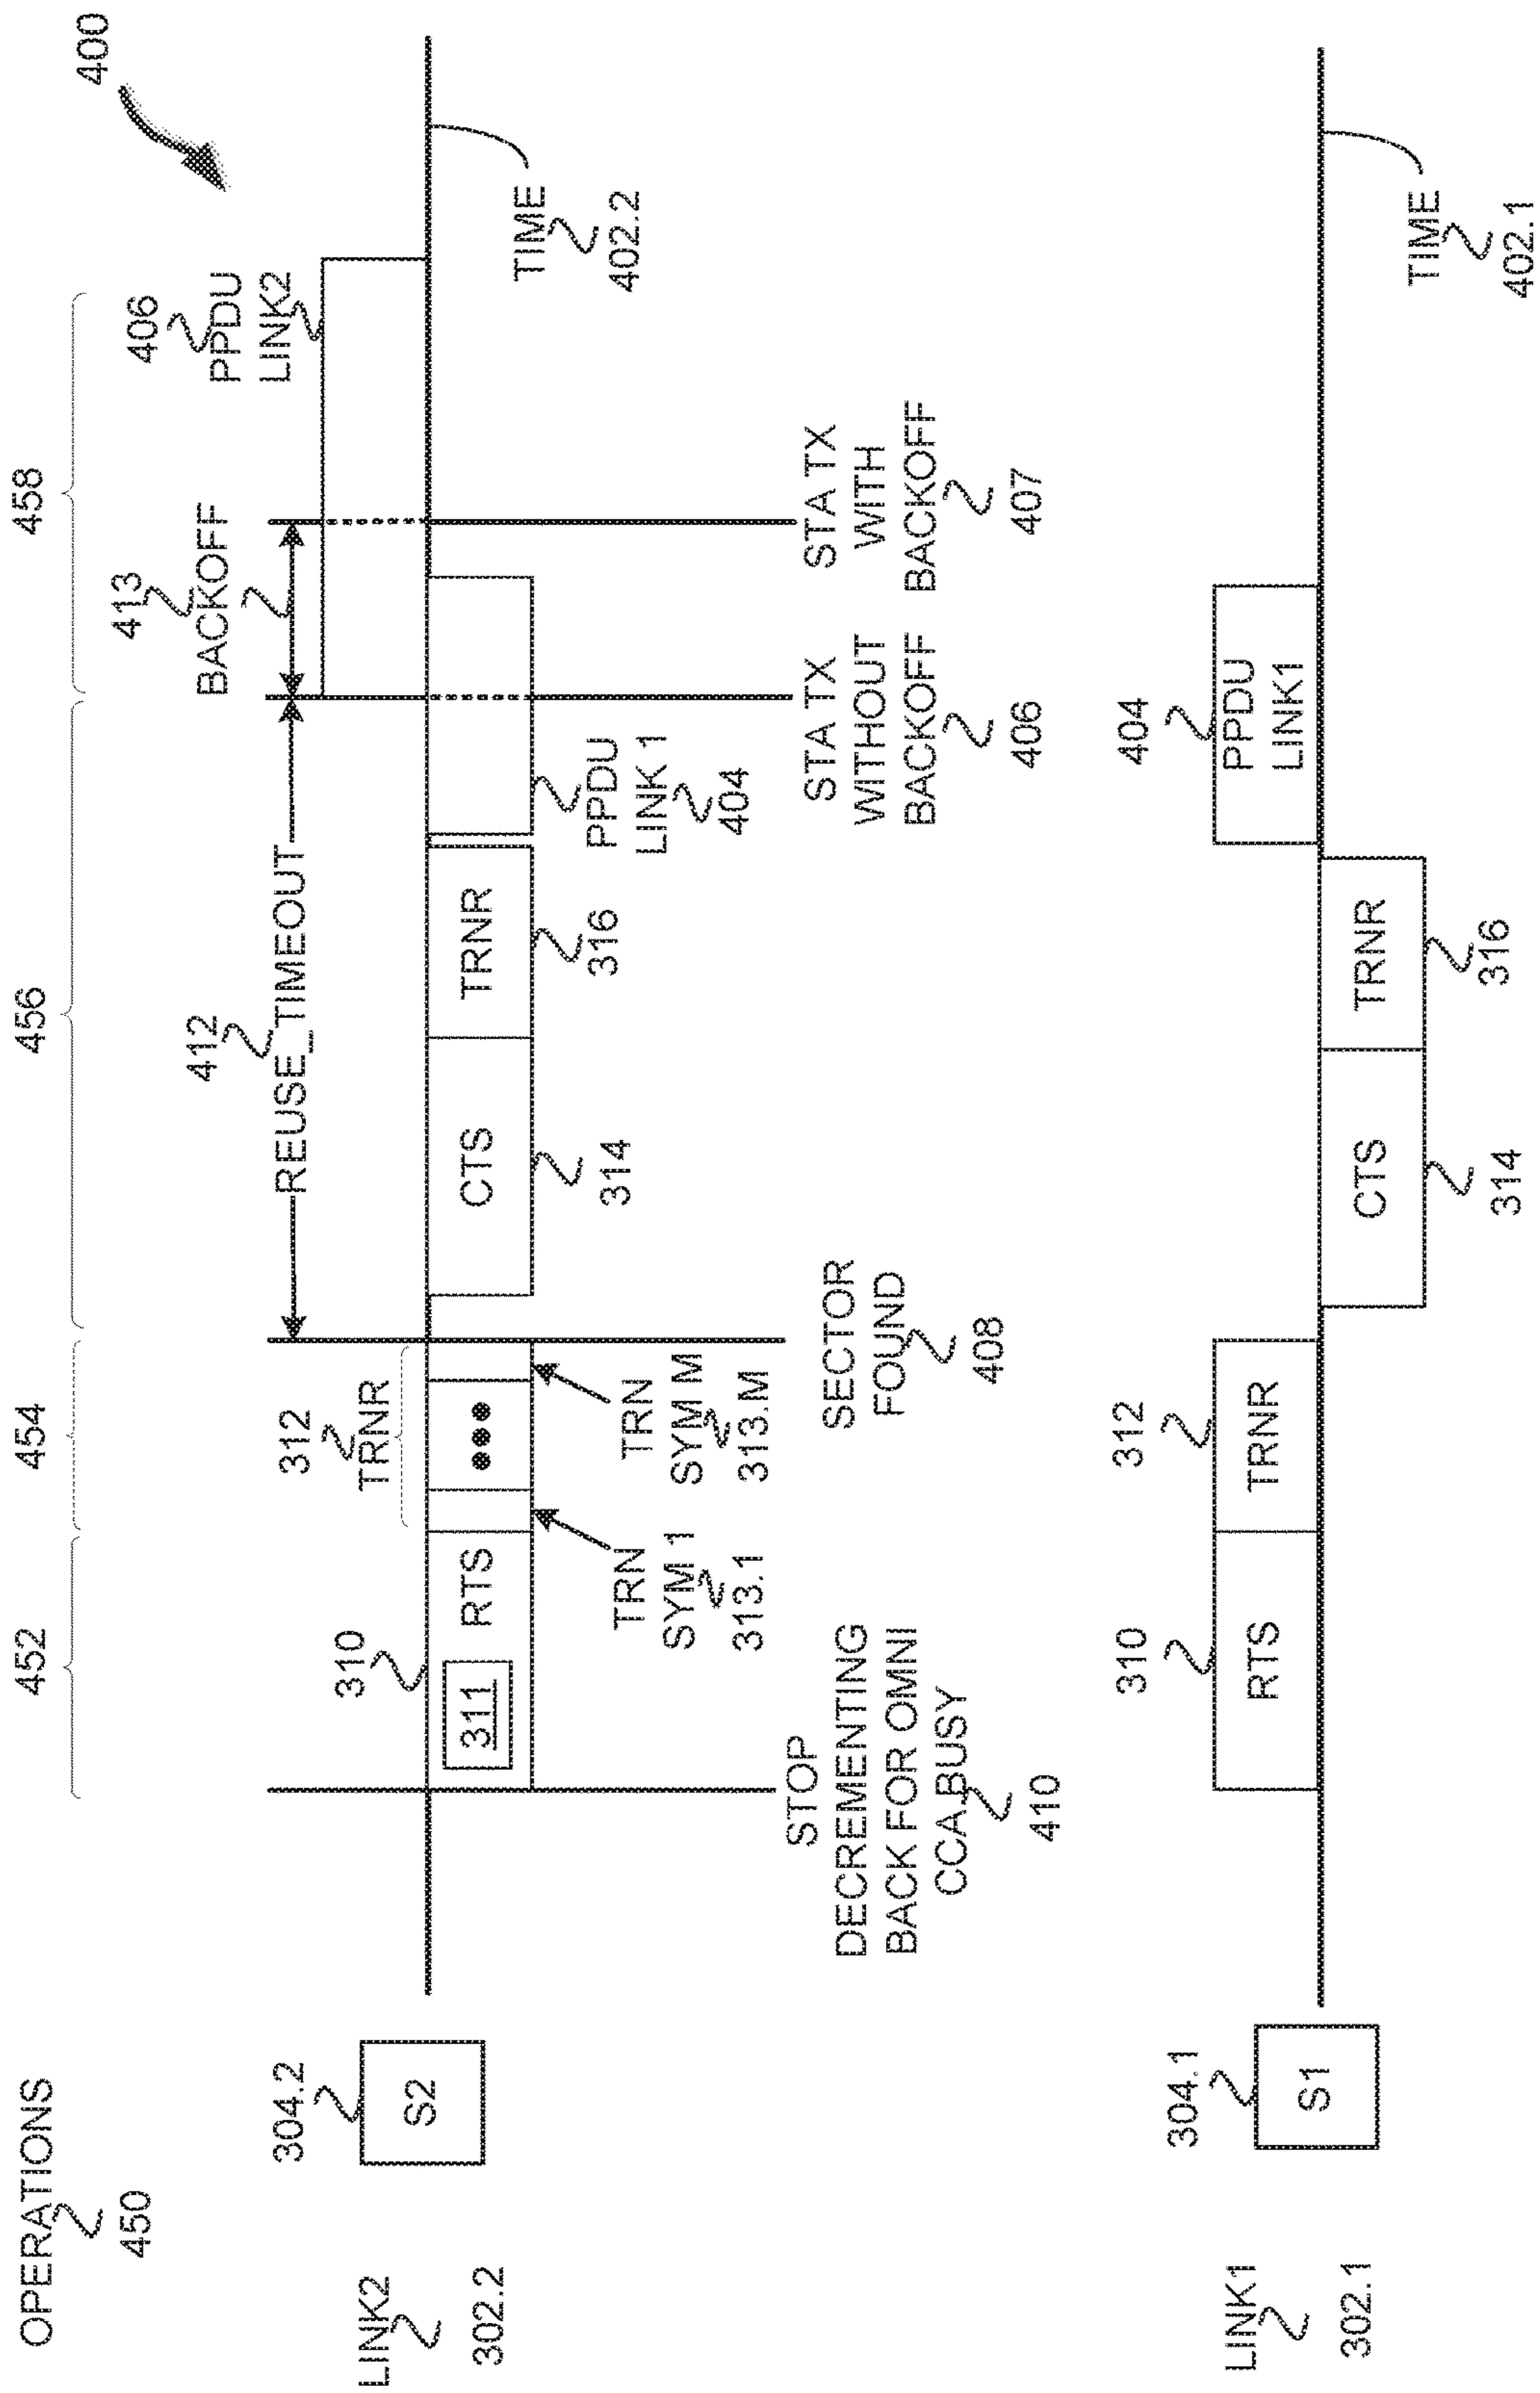 400
OPERATIONS
450
452
454
456
458
LINK2
302.2
304.2
S2
310
311
RTS
312
TRNR
•••
TRN
SYM 1
313.1
TRN
SYM M
313.M
412
REUSE_TIMEOUT
413
BACKOFF
406
PPDU
LINK2
CTS
314
TRNR
316
PPDU
LINK 1
404
TIME
402.2
STOP
DECREMENTING
BACK FOR OMNI
CCA.BUSY
410
SECTOR
FOUND
408
STA TX
WITHOUT
BACKOFF
406
STA TX
WITH
BACKOFF
407
LINK1
302.1
304.1
S1
310
RTS
312
TRNR
CTS
314
TRNR
316
404
PPDU
LINK1
TIME
402.1